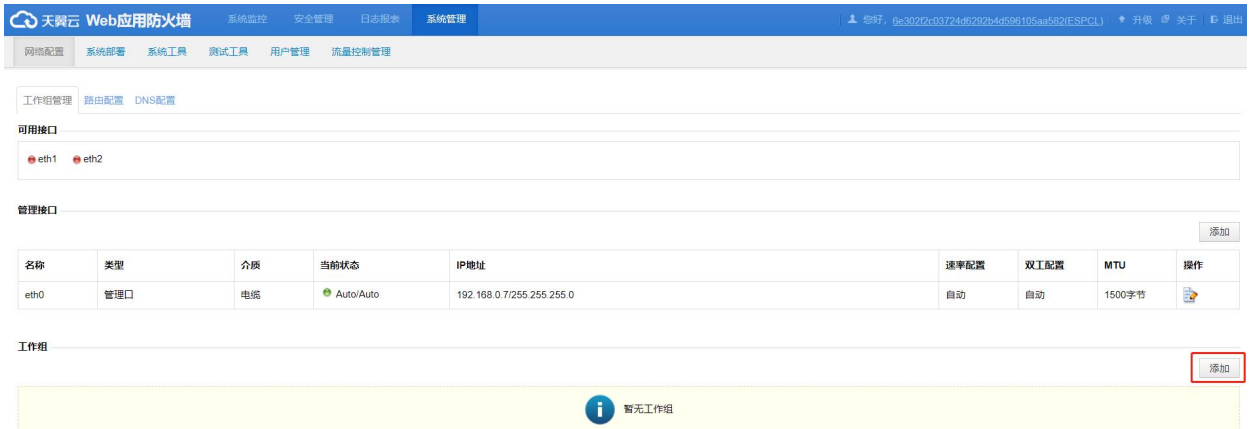 天翼云 Web应用防火墙 系统监控 安全管理 日志报表 系统管理 您好，6e302f2c03724d6292b4d596105aa582(ESPCL) 升级 关于 退出
网络配置 系统部署 系统工具 测试工具 用户管理 流量控制管理
工作组管理 路由配置 DNS配置
可用接口
eth1 eth2
管理接口
添加
名称 类型 介质 当前状态 IP地址 速率配置 双工配置 MTU 操作
eth0 管理口 电缆 Auto/Auto 192.168.0.7/255.255.255.0 自动 自动 1500字节
工作组
添加
暂无工作组